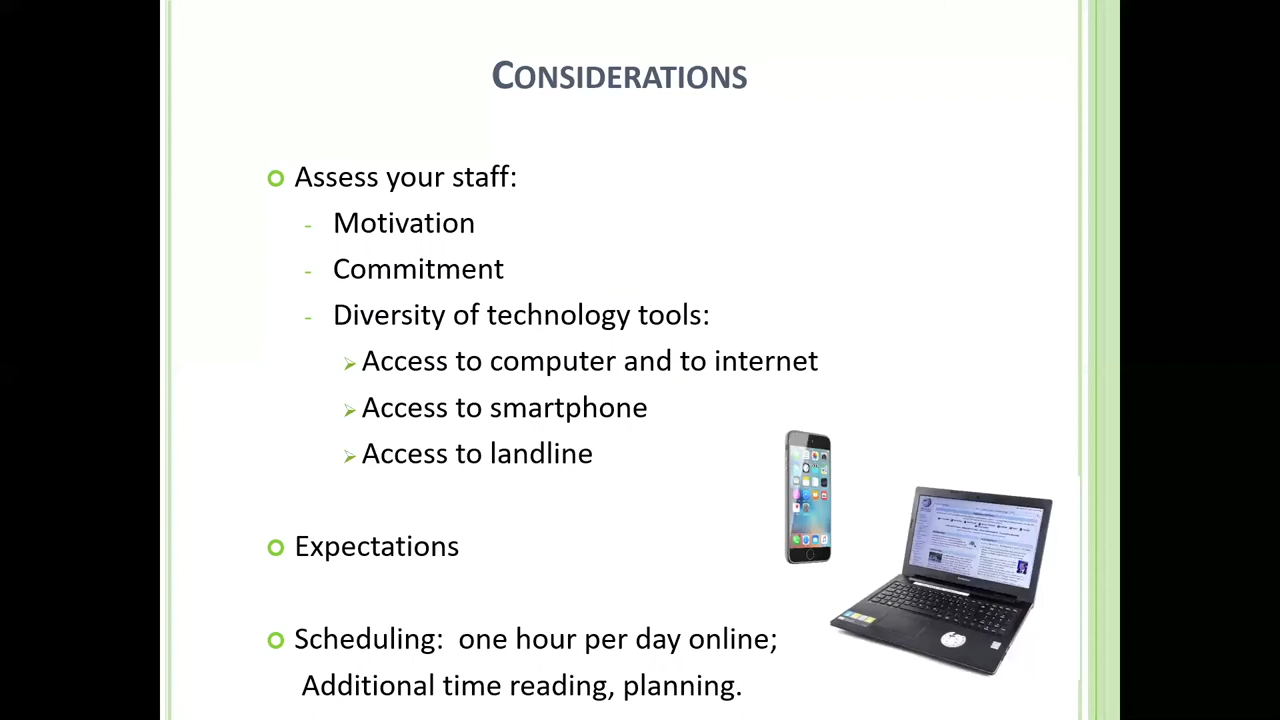 CONSIDERATIONS
Assess your staff:
- Motivation
- Commitment
- Diversity of technology tools:
Access to computer and to internet
Access to smartphone
Access to landline
Expectations
Scheduling: one hour per day online;
Additional time reading, planning.